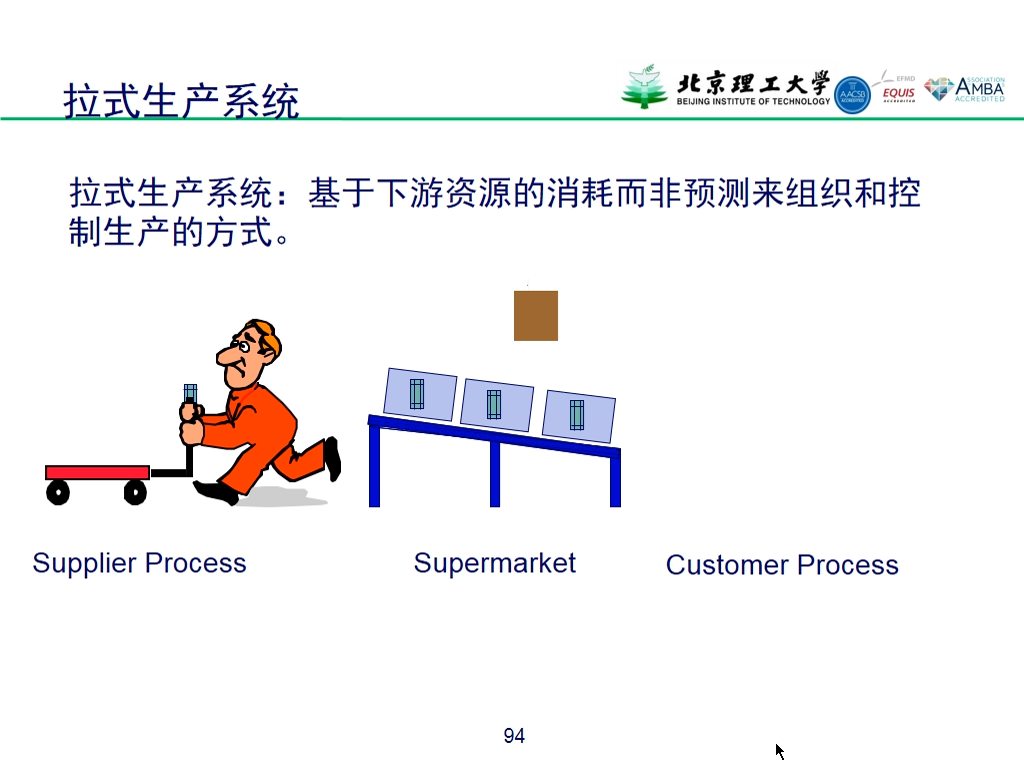 拉式生产系统
北京理工大学
BEIJING INSTITUTE OF TECHNOLOGY
AACSB
ACCREDITED
EFMD
EQUIS
ACCREDITED
ASSOCIATION
AMBA
ACCREDITED
拉式生产系统：基于下游资源的消耗而非预测来组织和控
制生产的方式。
Supplier Process
Supermarket
Customer Process
94